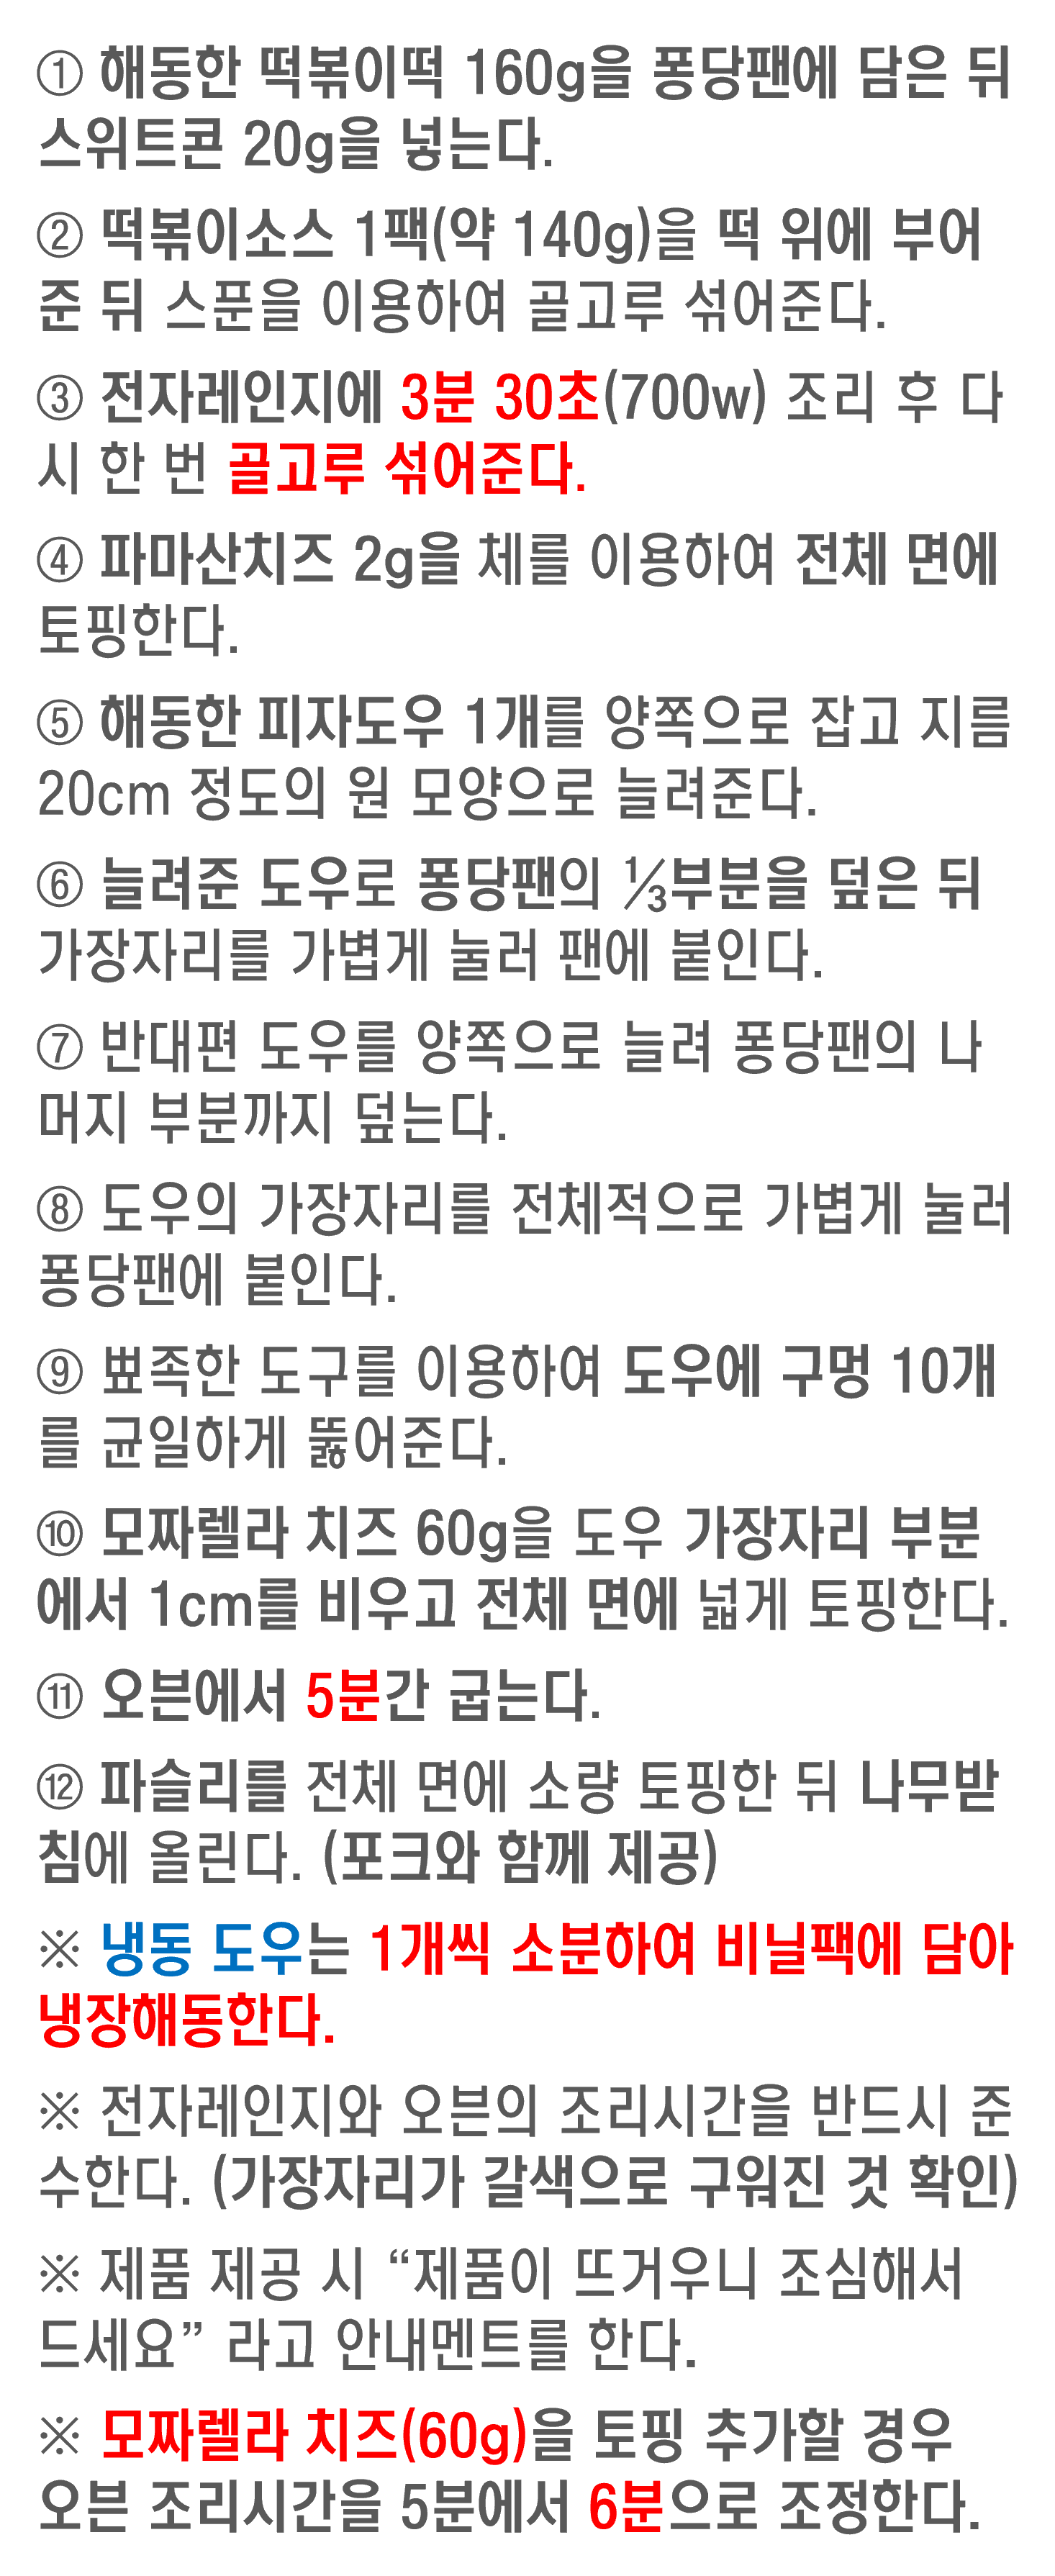 ① 해동한 떡볶이떡 160g을 퐁당팬에 담은 뒤
스위트콘 20g을 넣는다.
② 떡볶이소스 1팩(약 140g)을 떡 위에 부어
준 뒤 스푼을 이용하여 골고루 섞어준다.
③ 전자레인지에 3분 30초(700w) 조리 후 다
시 한 번 골고루 섞어준다.
④ 파마산치즈 2g을 체를 이용하여 전체 면에
토핑한다.
⑤ 해동한 피자도우 1개를 양쪽으로 잡고 지름
20cm 정도의 원 모양으로 늘려준다.
⑥ 늘려준 도우로 퐁당팬의 ⅓부분을 덮은 뒤
가장자리를 가볍게 눌러 팬에 붙인다.
⑦ 반대편 도우를 양쪽으로 늘려 퐁당팬의 나
머지 부분까지 덮는다.
⑧ 도우의 가장자리를 전체적으로 가볍게 눌러
퐁당팬에 붙인다.
⑨ 뾰족한 도구를 이용하여 도우에 구멍 10개
를 균일하게 뚫어준다.
⑩ 모짜렐라 치즈 60g을 도우 가장자리 부분
에서 1cm를 비우고 전체 면에 넓게 토핑한다.
⑪ 오븐에서 5분간 굽는다.
⑫ 파슬리를 전체 면에 소량 토핑한 뒤 나무받
침에 올린다. (포크와 함께 제공)
※ 냉동 도우는 1개씩 소분하여 비닐팩에 담아
냉장해동한다.
※ 전자레인지와 오븐의 조리시간을 반드시 준
수한다. (가장자리가 갈색으로 구워진 것 확인)
※ 제품 제공 시 “제품이 뜨거우니 조심해서
드세요” 라고 안내멘트를 한다.
※ 모짜렐라 치즈(60g)을 토핑 추가할 경우
오븐 조리시간을 5분에서 6분으로 조정한다.